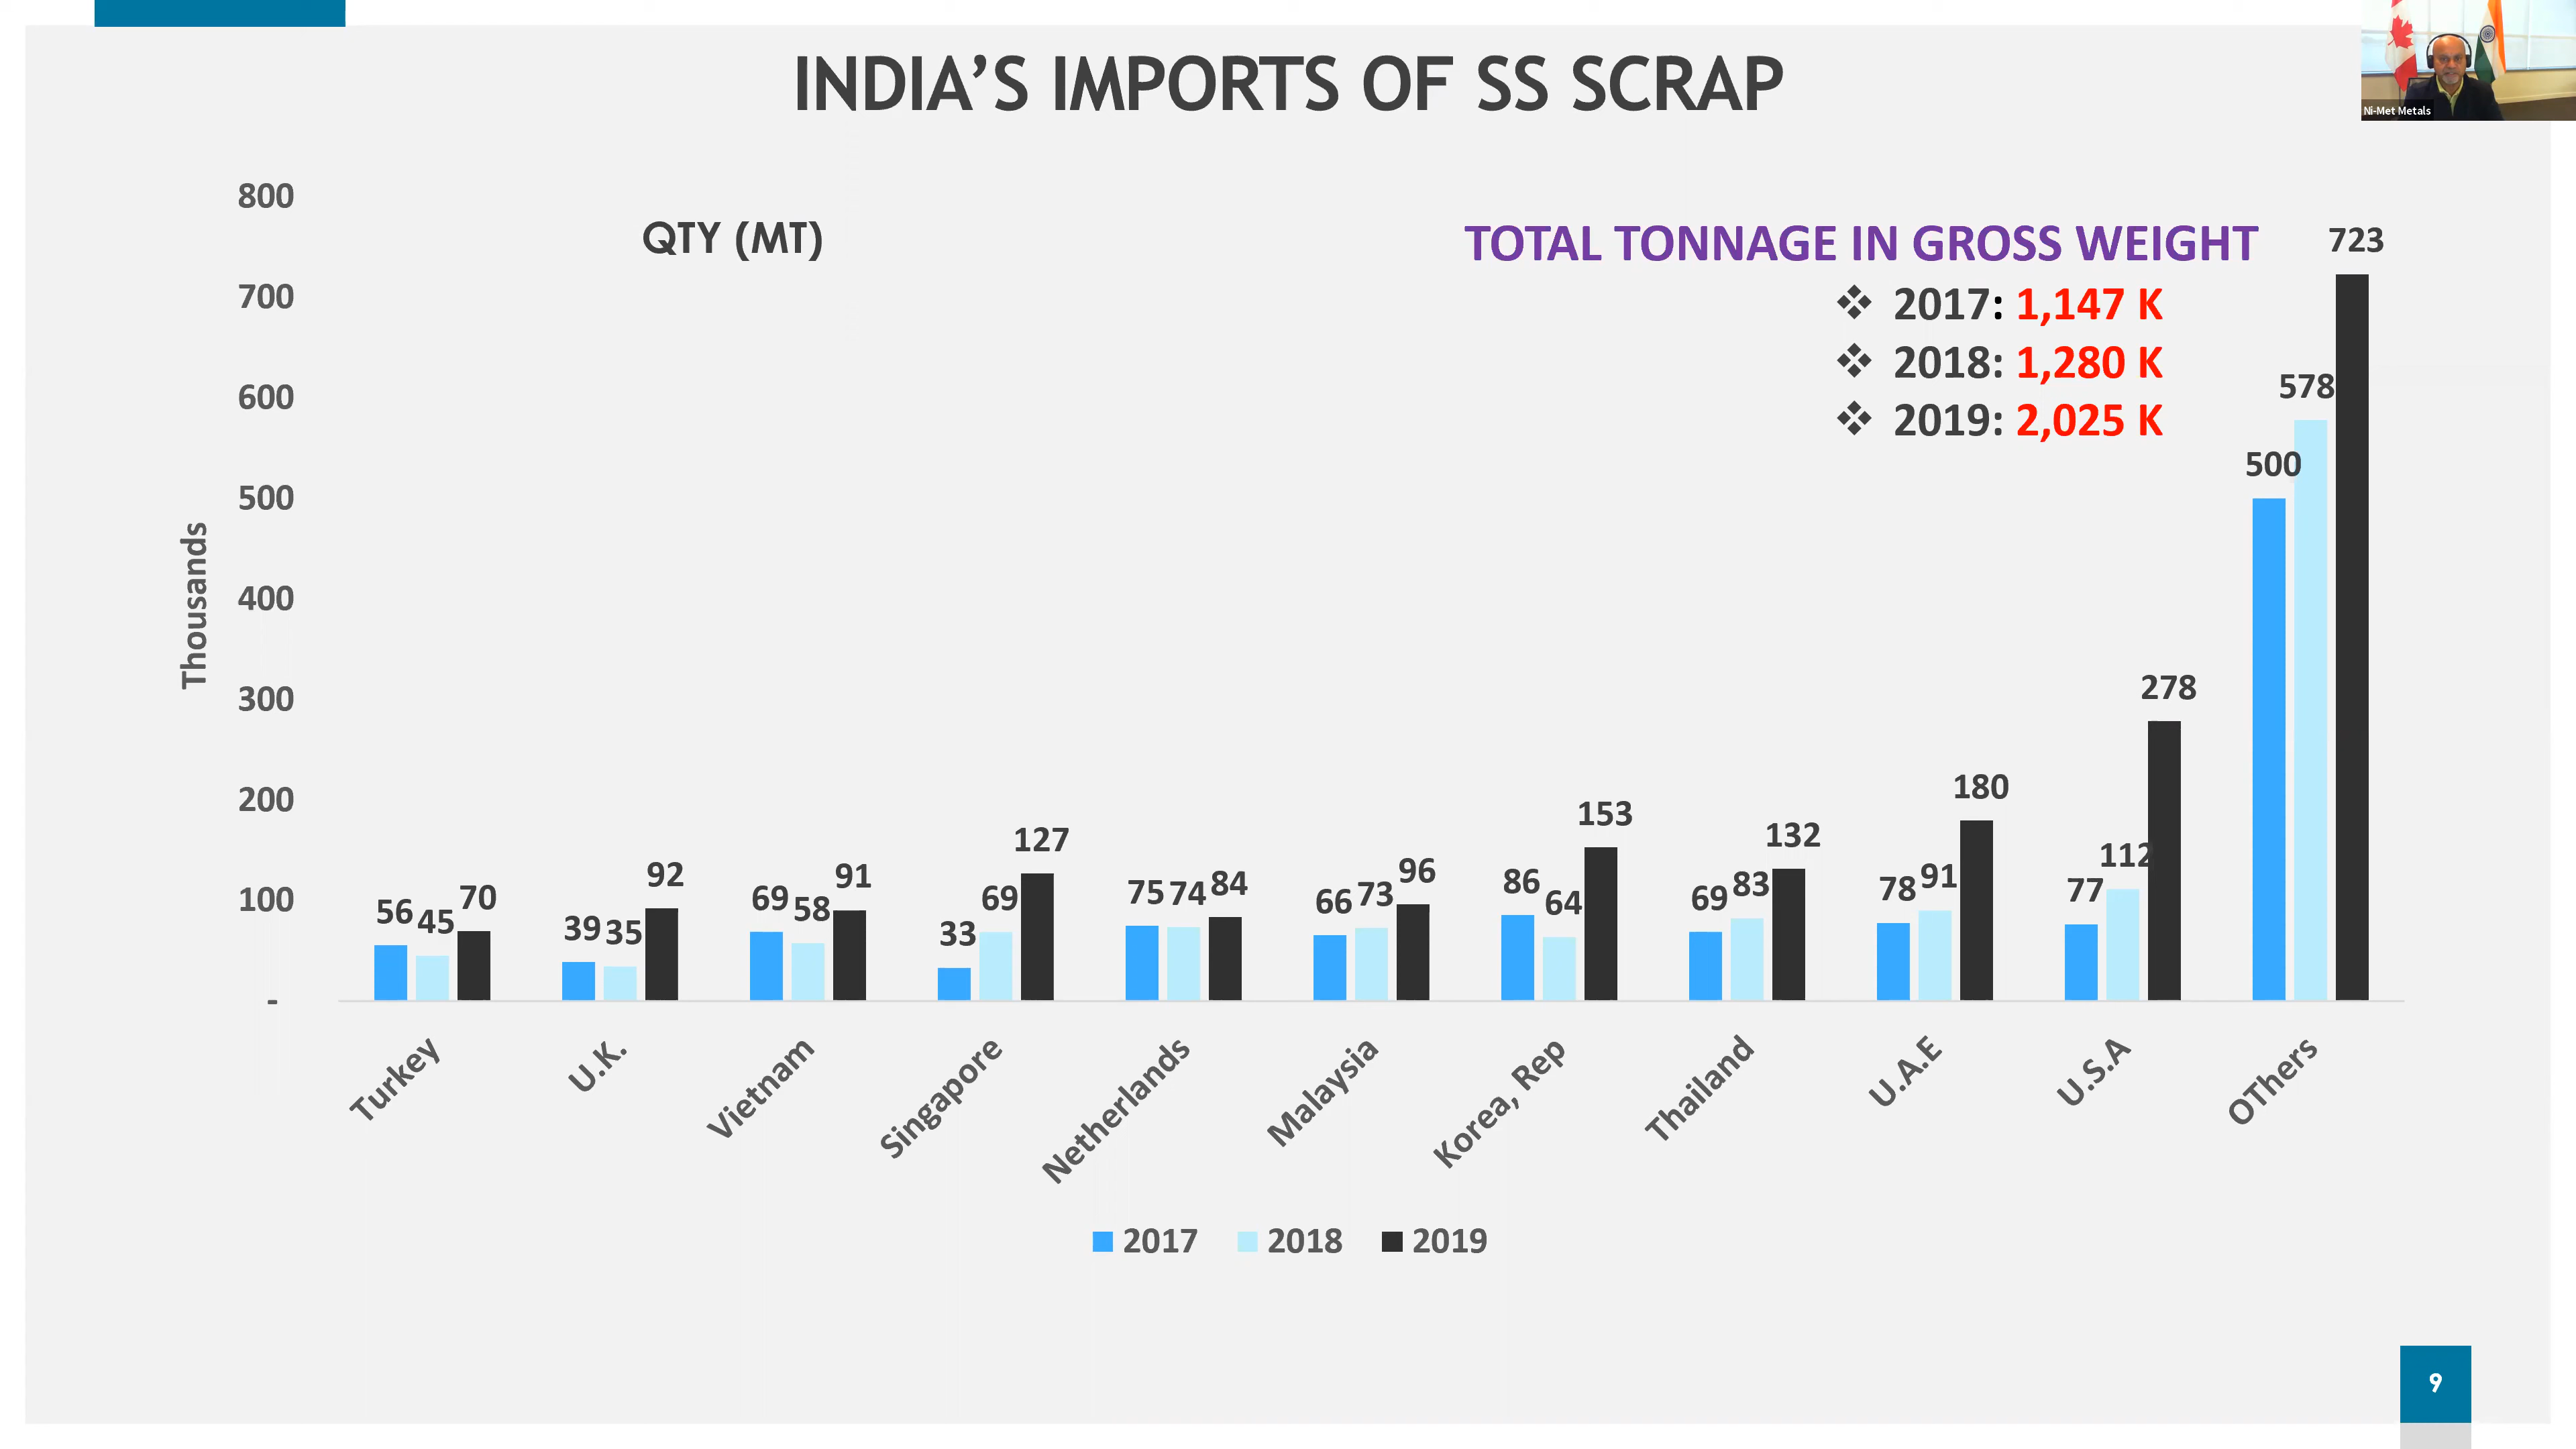 INDIA’S IMPORTS OF SS SCRAP
Ni-Met Metals
QTY (MT)
TOTAL TONNAGE IN GROSS WEIGHT
❖ 2017: 1,147 K
❖ 2018: 1,280 K
❖ 2019: 2,025 K
Thousands
800
700
600
500
400
300
200
100
-
56 45 70
39 35 92
69 58 91
33 69 127
75 74 84
66 73 96
86 64 153
69 83 132
78 91 180
77 112 278
500 578 723
Turkey
U.K.
Vietnam
Singapore
Netherlands
Malaysia
Korea, Rep
Thailand
U.A.E
U.S.A
OThers
2017 2018 2019
9